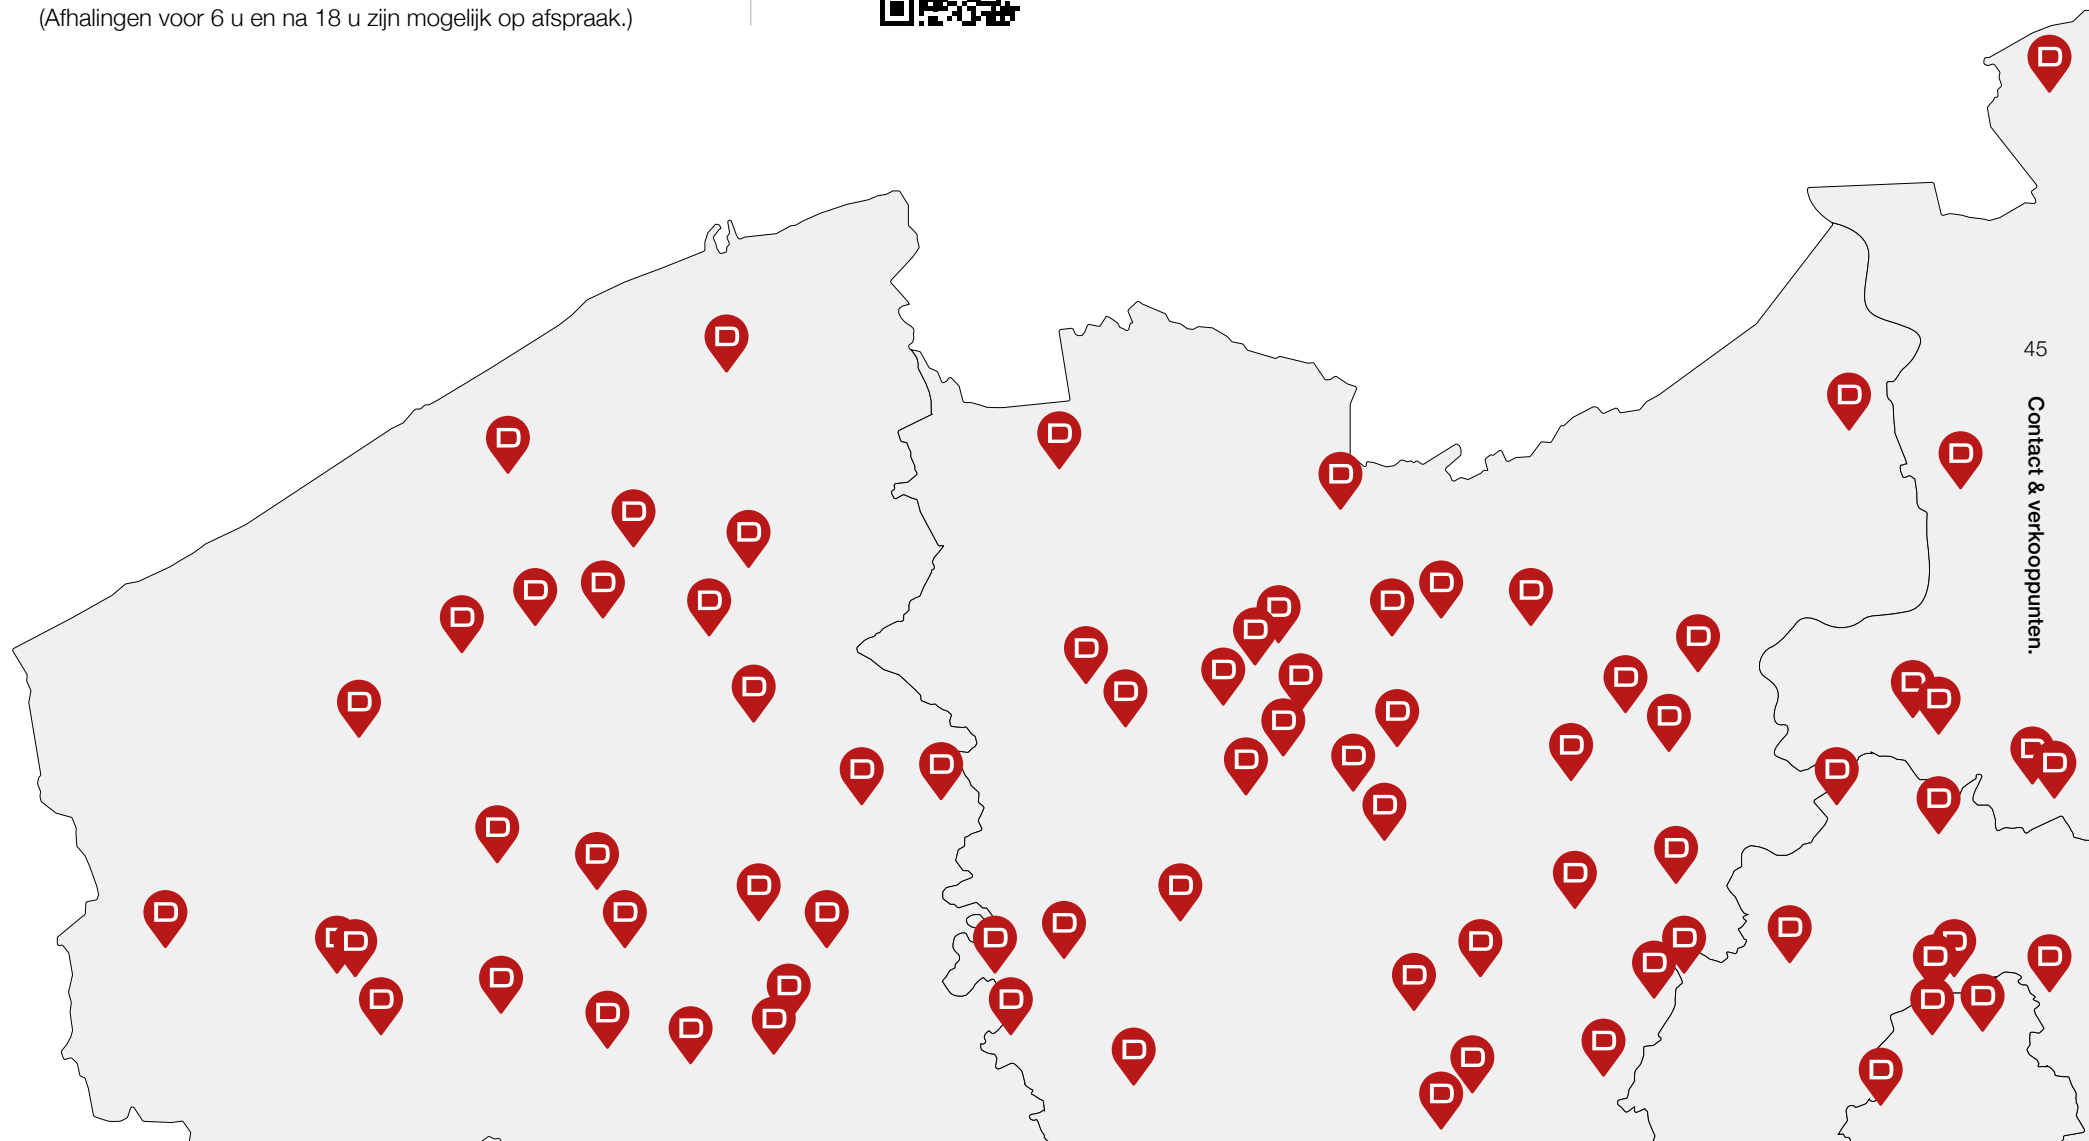 (Afhalingen voor 6 u en na 18 u zijn mogelijk op afspraak.)
45
Contact & verkooppunten.